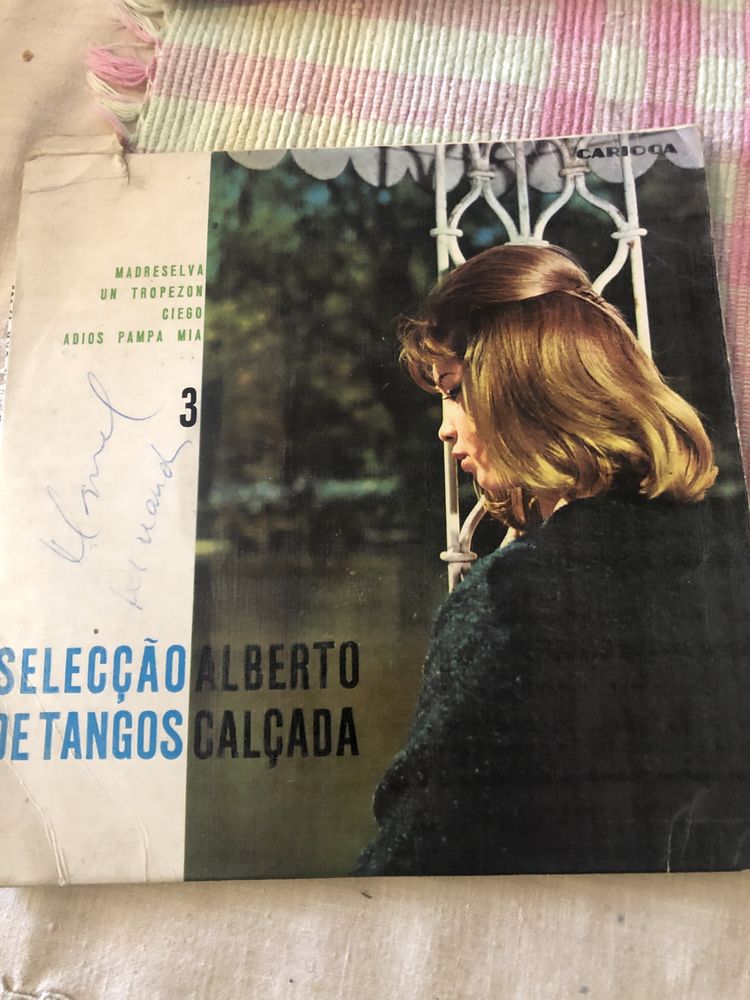 CARIOCA
MADRESELVA
UN TROPEZON
CIEGO
ADIOS PAMPA MIA
3
SELECÇÃO ALBERTO
DE TANGOS CALÇADA